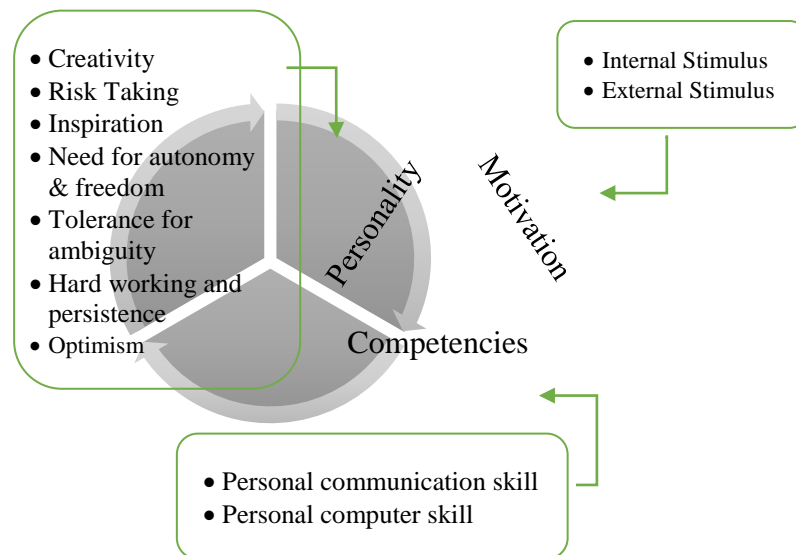 • Creativity
• Risk Taking
• Inspiration
• Need for autonomy
& freedom
• Tolerance for
ambiguity
• Hard working and
persistence
• Optimism
• Internal Stimulus
• External Stimulus
Personality
Motivation
Competencies
• Personal communication skill
• Personal computer skill